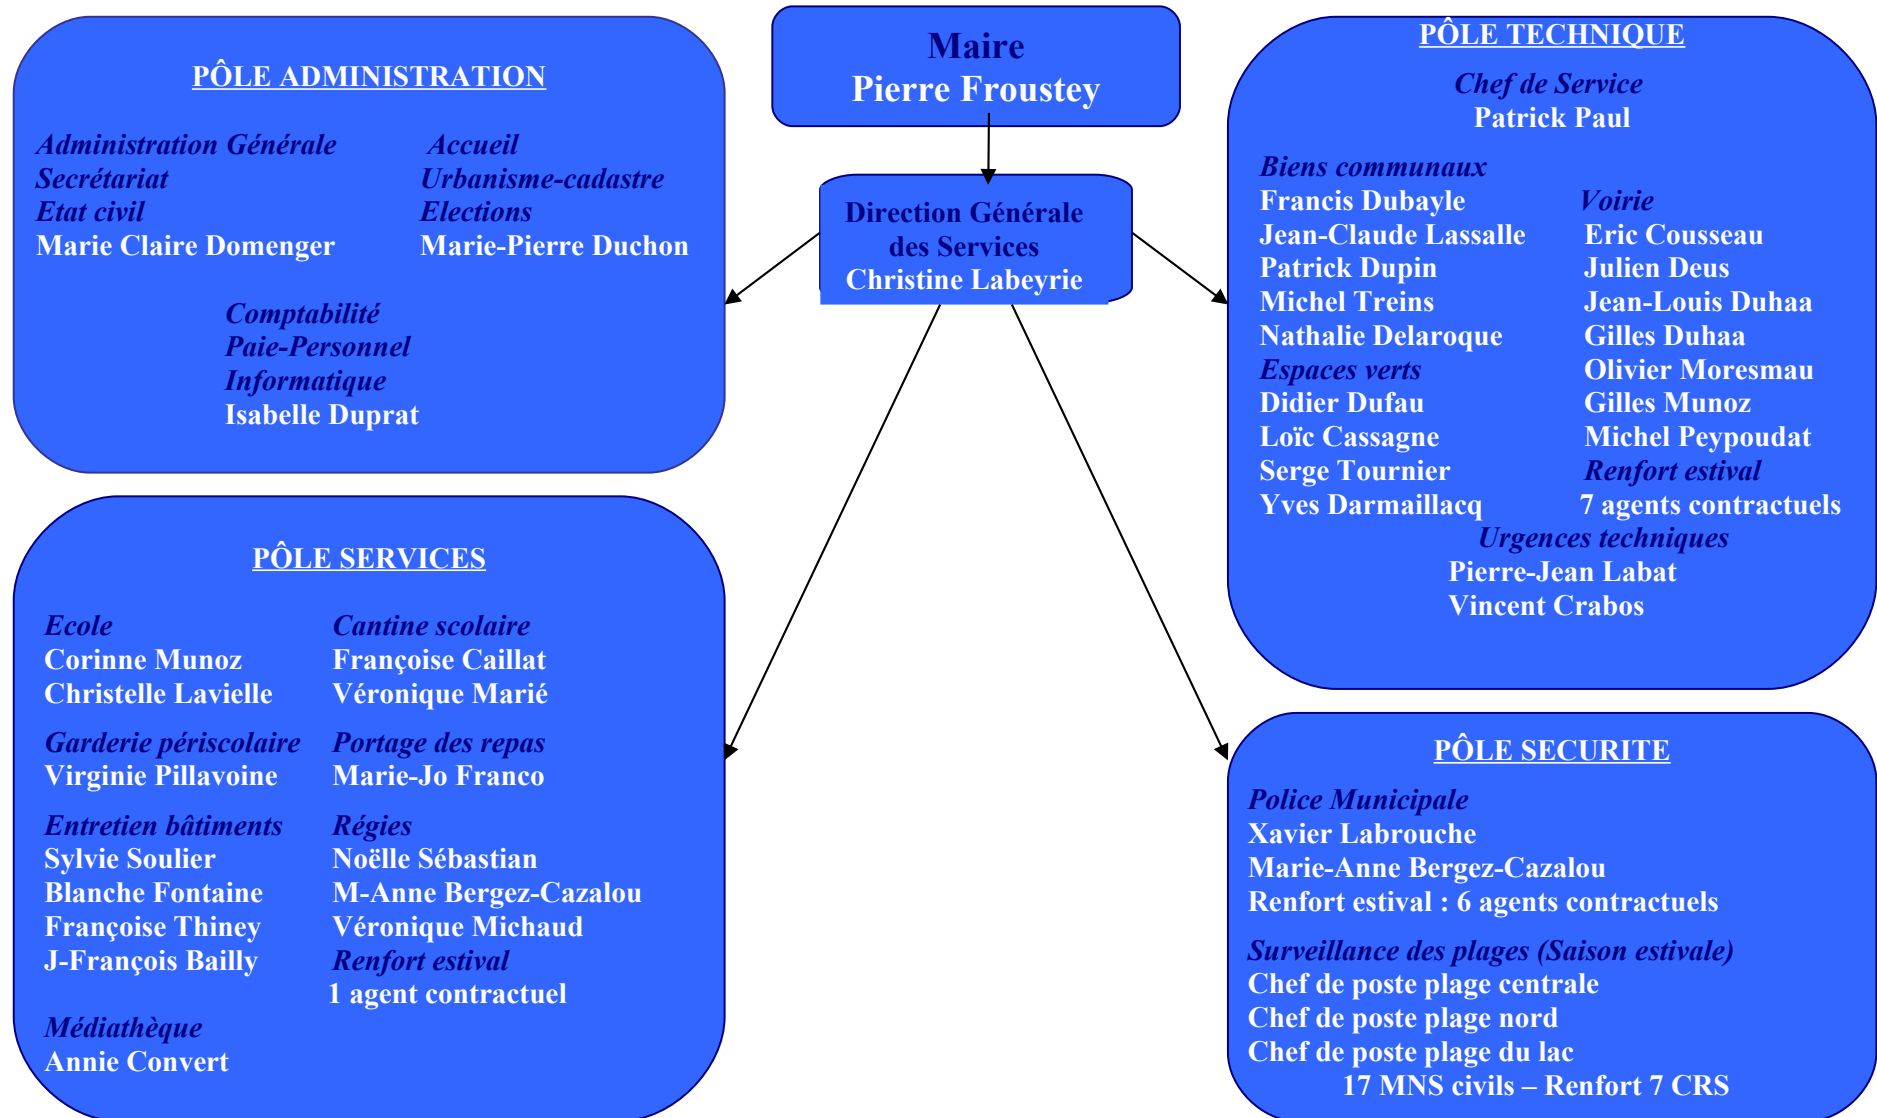 Maire
Pierre Froustey
Direction Générale
des Services
Christine Labeyrie
PÔLE ADMINISTRATION
Administration Générale
Secrétariat
Etat civil
Marie Claire Domenger
Accueil
Urbanisme-cadastre
Elections
Marie-Pierre Duchon
Comptabilité
Paie-Personnel
Informatique
Isabelle Duprat
PÔLE TECHNIQUE
Chef de Service
Patrick Paul
Biens communaux
Francis Dubayle
Jean-Claude Lassalle
Patrick Dupin
Michel Treins
Nathalie Delaroque
Espaces verts
Didier Dufau
Loïc Cassagne
Serge Tournier
Yves Darmaillacq
Voirie
Eric Cousseau
Julien Deus
Jean-Louis Duhaa
Gilles Duhaa
Olivier Moresmau
Gilles Munoz
Michel Peypoudat
Renfort estival
7 agents contractuels
Urgences techniques
Pierre-Jean Labat
Vincent Crabos
PÔLE SERVICES
Ecole
Corinne Munoz
Christelle Lavielle
Garderie périscolaire
Virginie Pillavoine
Entretien bâtiments
Sylvie Soulier
Blanche Fontaine
Françoise Thiney
J-François Bailly
Médiathèque
Annie Convert
Cantine scolaire
Françoise Caillat
Véronique Marié
Portage des repas
Marie-Jo Franco
Régies
Noëlle Sébastian
M-Anne Bergez-Cazalou
Véronique Michaud
Renfort estival
1 agent contractuel
PÔLE SECURITE
Police Municipale
Xavier Labrouche
Marie-Anne Bergez-Cazalou
Renfort estival : 6 agents contractuels
Surveillance des plages (Saison estivale)
Chef de poste plage centrale
Chef de poste plage nord
Chef de poste plage du lac
17 MNS civils – Renfort 7 CRS